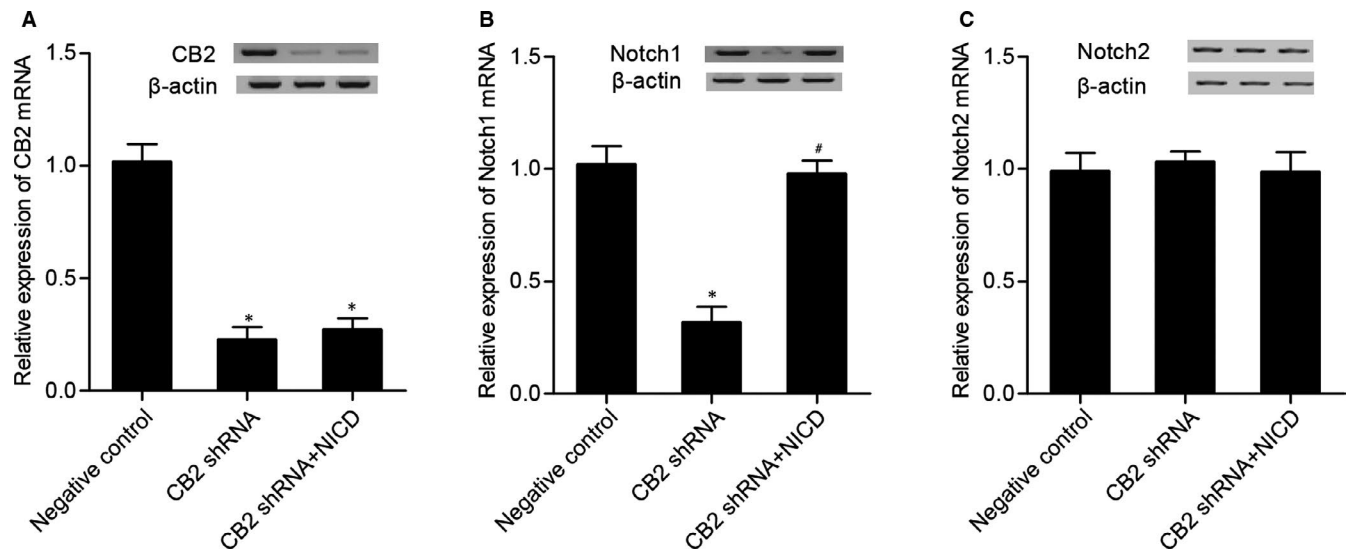 A
Relative expression of CB2 mRNA
1.5
1.0
0.5
0.0
CB2
β-actin
*
*
Negative control
CB2 shRNA
CB2 shRNA+NICD
B
Relative expression of Notch1 mRNA
1.5
1.0
0.5
0.0
Notch1
β-actin
*
#
Negative control
CB2 shRNA
CB2 shRNA+NICD
C
Relative expression of Notch2 mRNA
1.5
1.0
0.5
0.0
Notch2
β-actin
Negative control
CB2 shRNA
CB2 shRNA+NICD